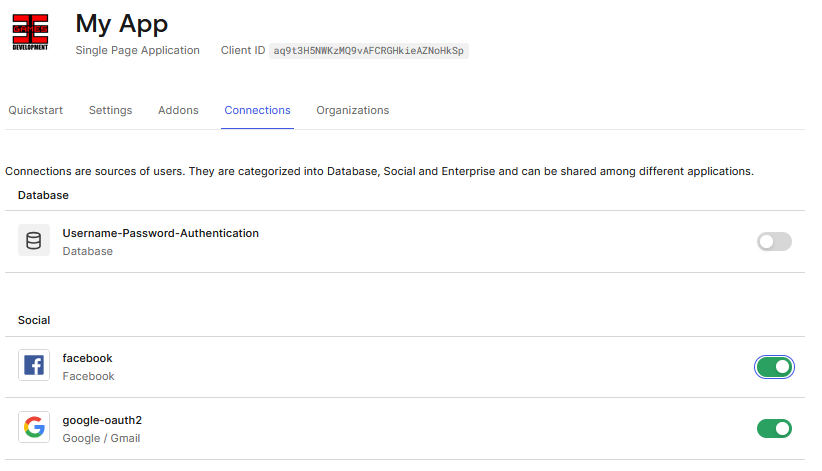 My App
GAMES
DEVELOPMENT
Single Page Application Client ID aq9t3H5NWKzMQ9vAFCRGHkieAZNoHkSp
Quickstart Settings Addons Connections Organizations
Connections are sources of users. They are categorized into Database, Social and Enterprise and can be shared among different applications.
Database
Username-Password-Authentication
Database
Social
facebook
Facebook
google-oauth2
Google / Gmail